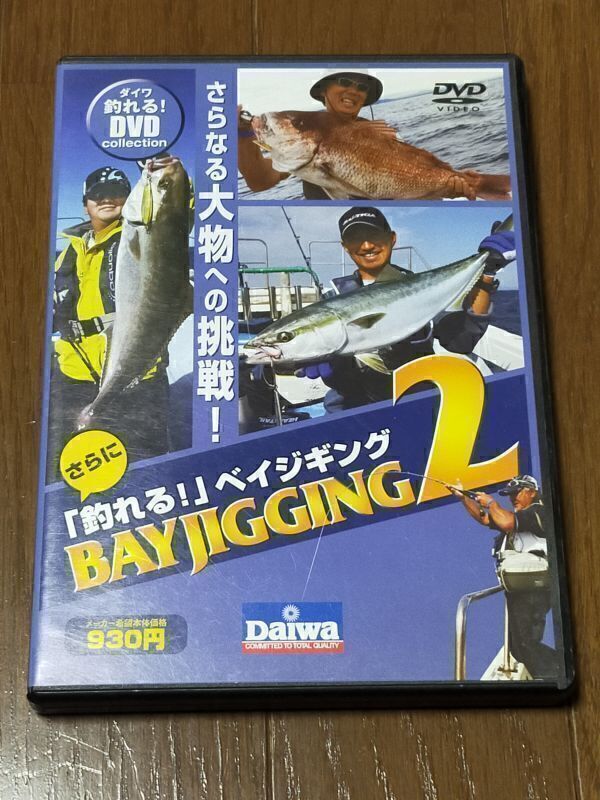 ダイワ
釣れる!
DVD
collection
さらなる大物への挑戦!
DVD
VIDEO
SALTIGA
さらに
「釣れる!」ベイジギング
BAY JIGGING 2
メーカー希望本体価格
930円
Daiwa
COMMITTED TO TOTAL QUALITY